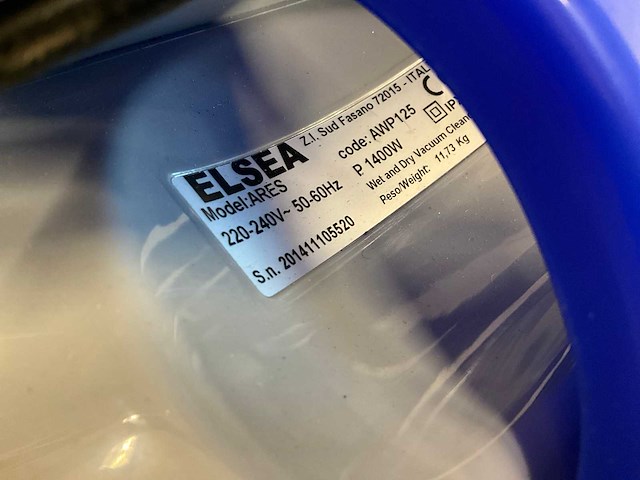 ELSEA Z.I. Sud Fasano 72015 - ITAL
Model:ARES code:AWP125 C
220-240V~ 50-60Hz P 1400W IP
Wet and Dry Vacuum Clean
S.n. 201411105520 Peso/Weight: 11,73 Kg